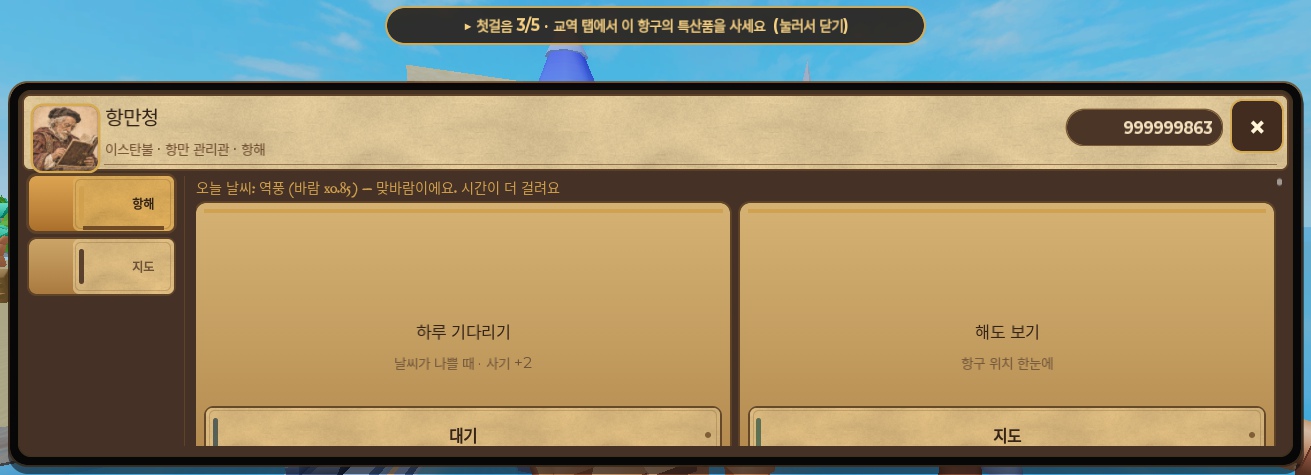 ▸ 첫걸음 3/5 · 교역 탭에서 이 항구의 특산품을 사세요 (눌러서 닫기)
항만청
이스탄불 · 항만 관리관 · 항해
999999863
×
항해
지도
오늘 날씨: 역풍 (바람 x0.85) — 맞바람이에요. 시간이 더 걸려요
하루 기다리기
날씨가 나쁠 때 · 사기 +2
대기
해도 보기
항구 위치 한눈에
지도